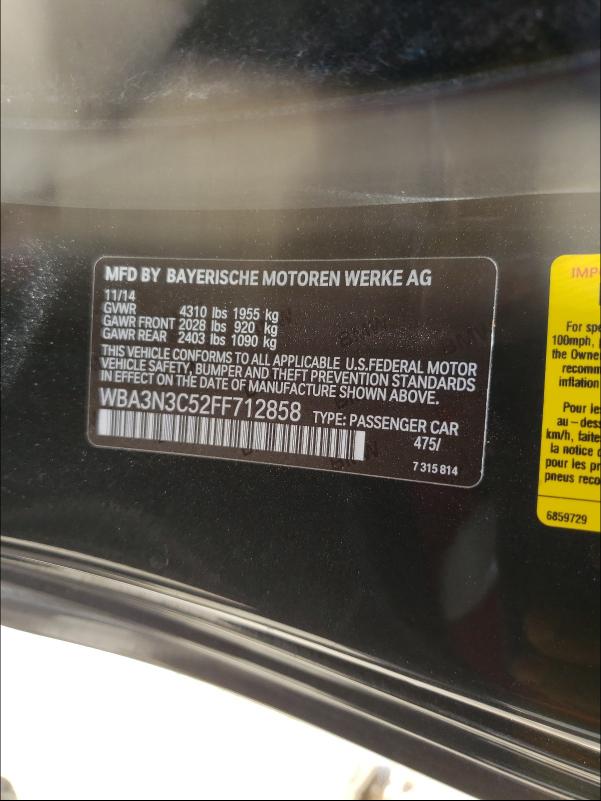 MFD BY BAYERISCHE MOTOREN WERKE AG
11/14
GVWR 4310 lbs 1955 kg
GAWR FRONT 2028 lbs 920 kg
GAWR REAR 2403 lbs 1090 kg
THIS VEHICLE CONFORMS TO ALL APPLICABLE U.S.FEDERAL MOTOR
VEHICLE SAFETY, BUMPER AND THEFT PREVENTION STANDARDS
IN EFFECT ON THE DATE OF MANUFACTURE SHOWN ABOVE.
WBA3N3C52FF712858 TYPE: PASSENGER CAR
475/
7 315 814
IMP
For spe
100mph,
the Owne
recomm
inflation
Pour le
au-dess
km/h, faite
la notice d
pour les pr
pneus reco
6859729